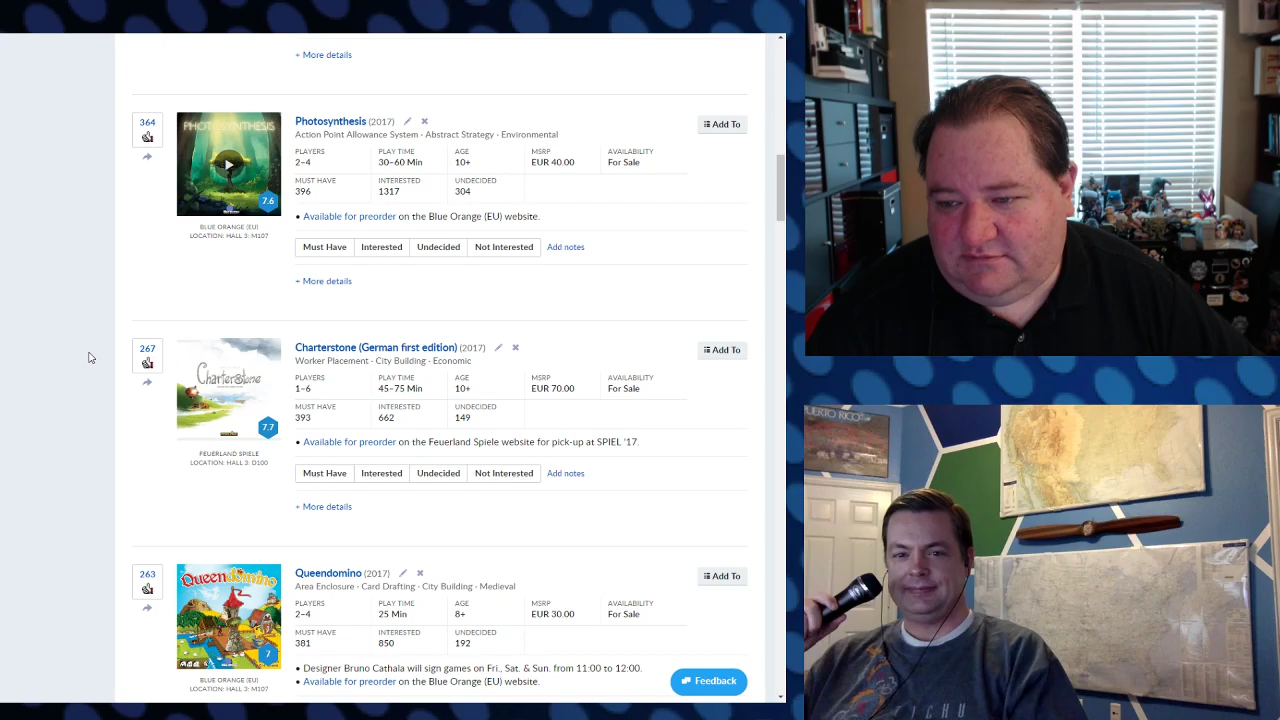 + More details
364
PHOTOSYNTHESIS
7.6
BLUE ORANGE (EU)
LOCATION: HALL 3: M107
Photosynthesis (2017)
Add To
Action Point Allowance System · Abstract Strategy · Environmental
PLAYERS PLAY TIME AGE MSRP AVAILABILITY
2–4 30–60 Min 10+ EUR 40.00 For Sale
MUST HAVE INTERESTED UNDECIDED
396 1317 304
• Available for preorder on the Blue Orange (EU) website.
Must Have Interested Undecided Not Interested Add notes
+ More details
267
Charterstone
7.7
FEUERLAND SPIELE
LOCATION: HALL 3: D100
Charterstone (German first edition) (2017)
Add To
Worker Placement · City Building · Economic
PLAYERS PLAY TIME AGE MSRP AVAILABILITY
1–6 45–75 Min 10+ EUR 70.00 For Sale
MUST HAVE INTERESTED UNDECIDED
393 662 149
• Available for preorder on the Feuerland Spiele website for pick-up at SPIEL '17.
Must Have Interested Undecided Not Interested Add notes
+ More details
263
Queendomino
7
BLUE ORANGE (EU)
LOCATION: HALL 3: M107
Queendomino (2017)
Add To
Area Enclosure · Card Drafting · City Building · Medieval
PLAYERS PLAY TIME AGE MSRP AVAILABILITY
2–4 25 Min 8+ EUR 30.00 For Sale
MUST HAVE INTERESTED UNDECIDED
381 850 192
• Designer Bruno Cathala will sign games on Fri., Sat. & Sun. from 11:00 to 12:00.
• Available for preorder on the Blue Orange (EU) website.
Feedback
PUERTO RICO
TICHU